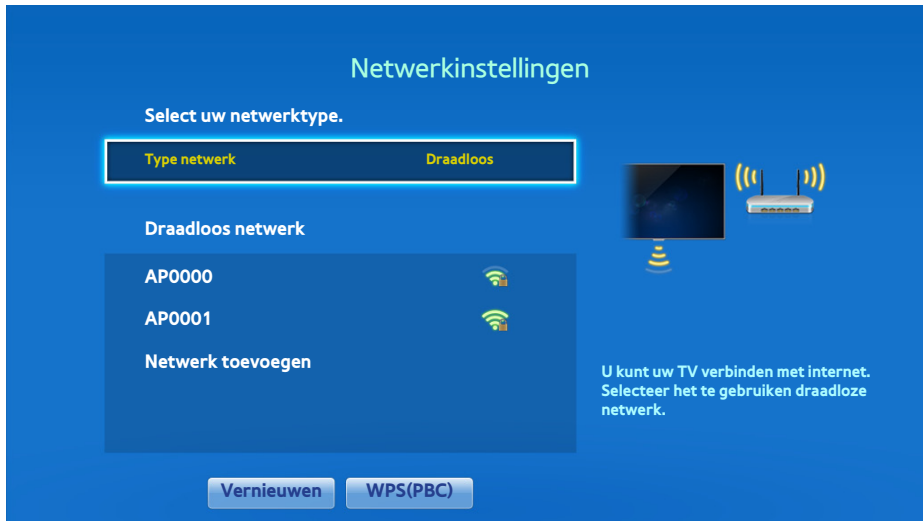 Netwerkinstellingen
Select uw netwerktype.
Type netwerk Draadloos
Draadloos netwerk
AP0000
AP0001
Netwerk toevoegen
U kunt uw TV verbinden met internet.
Selecteer het te gebruiken draadloze
netwerk.
Vernieuwen WPS(PBC)